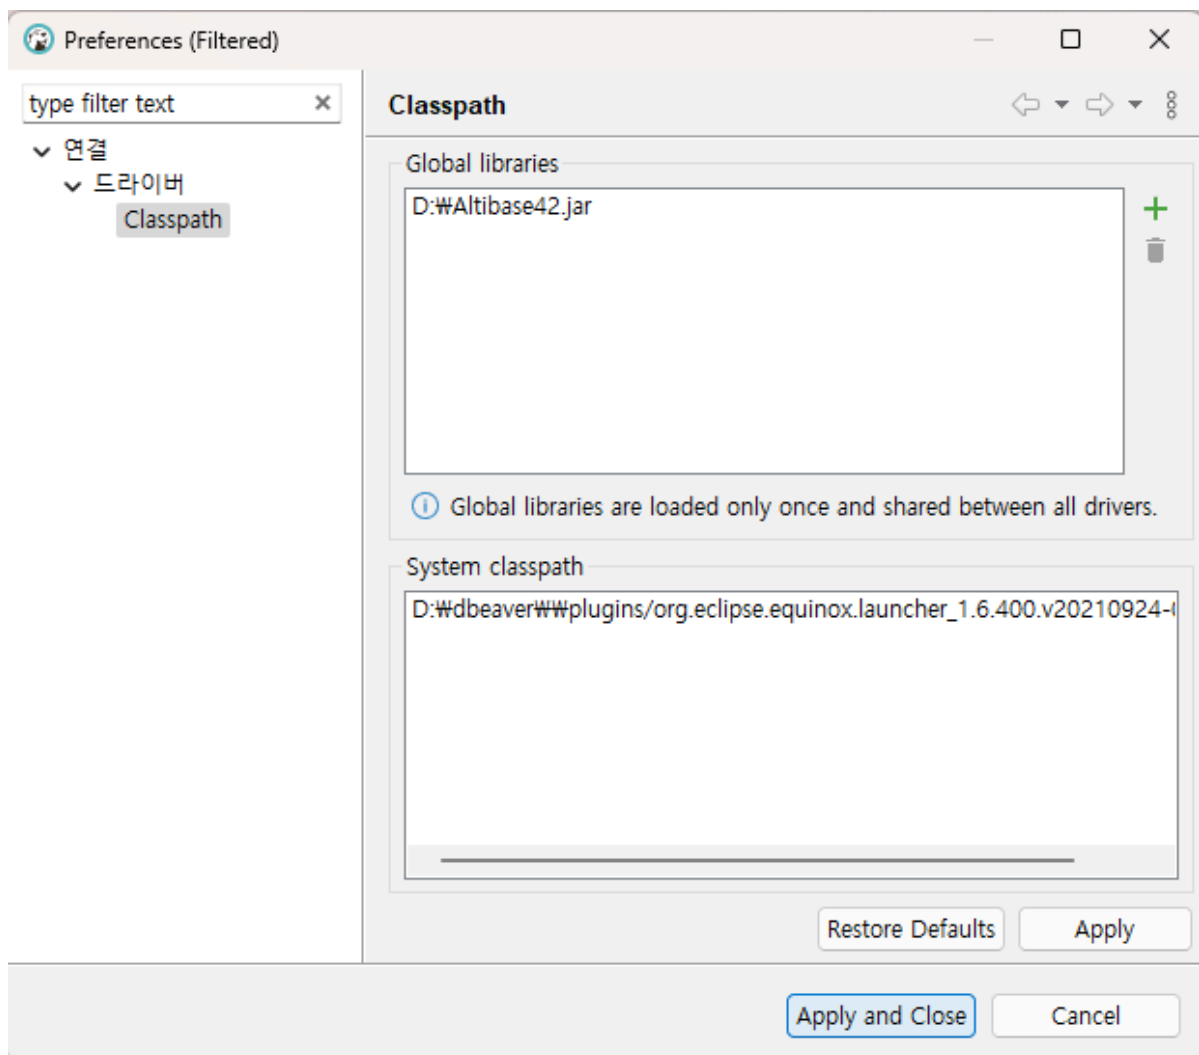 Preferences (Filtered)
type filter text
연결
드라이버
Classpath
Classpath
Global libraries
D:₩Altibase42.jar
Global libraries are loaded only once and shared between all drivers.
System classpath
D:₩dbeaver₩₩plugins/org.eclipse.equinox.launcher_1.6.400.v20210924-
Restore Defaults
Apply
Apply and Close
Cancel